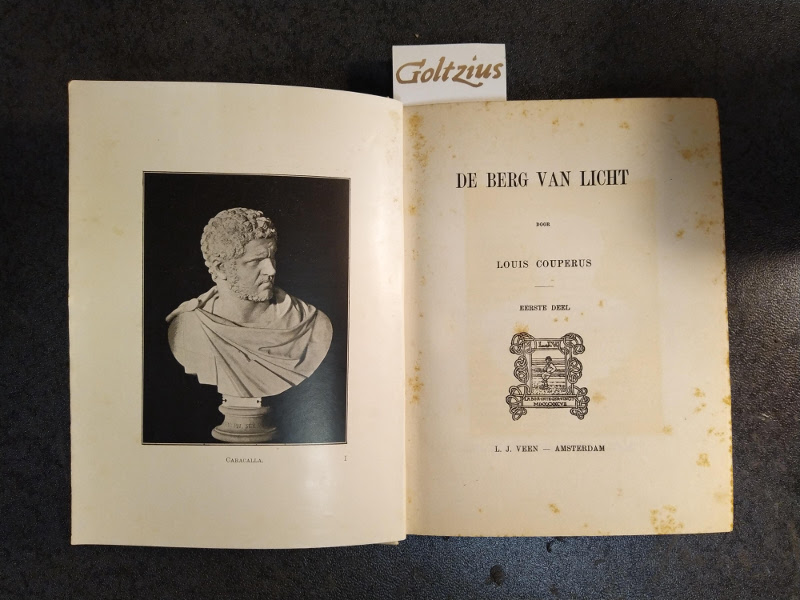 Goltzius
CARACALLA.
I
DE BERG VAN LICHT
DOOR
LOUIS COUPERUS
EERSTE DEEL
L. J. VEEN — AMSTERDAM